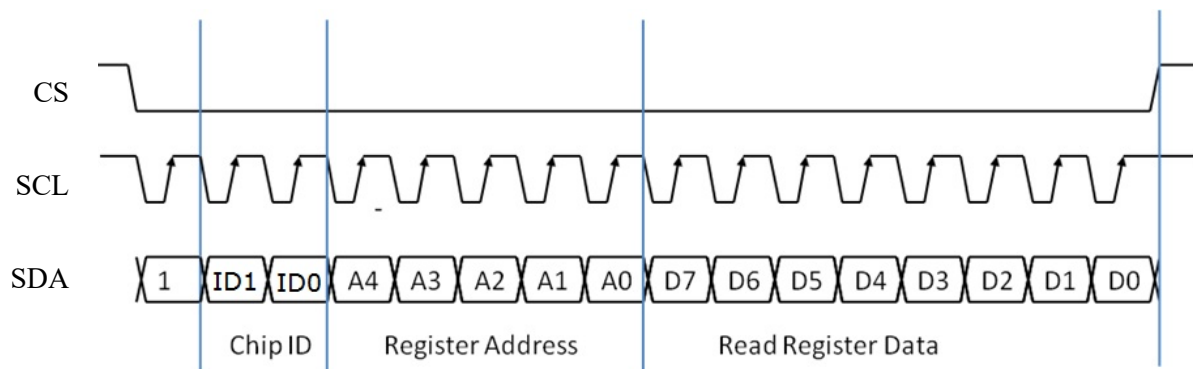 CS
SCL
SDA 1 ID1 ID0 A4 A3 A2 A1 A0 D7 D6 D5 D4 D3 D2 D1 D0
Chip ID Register Address Read Register Data